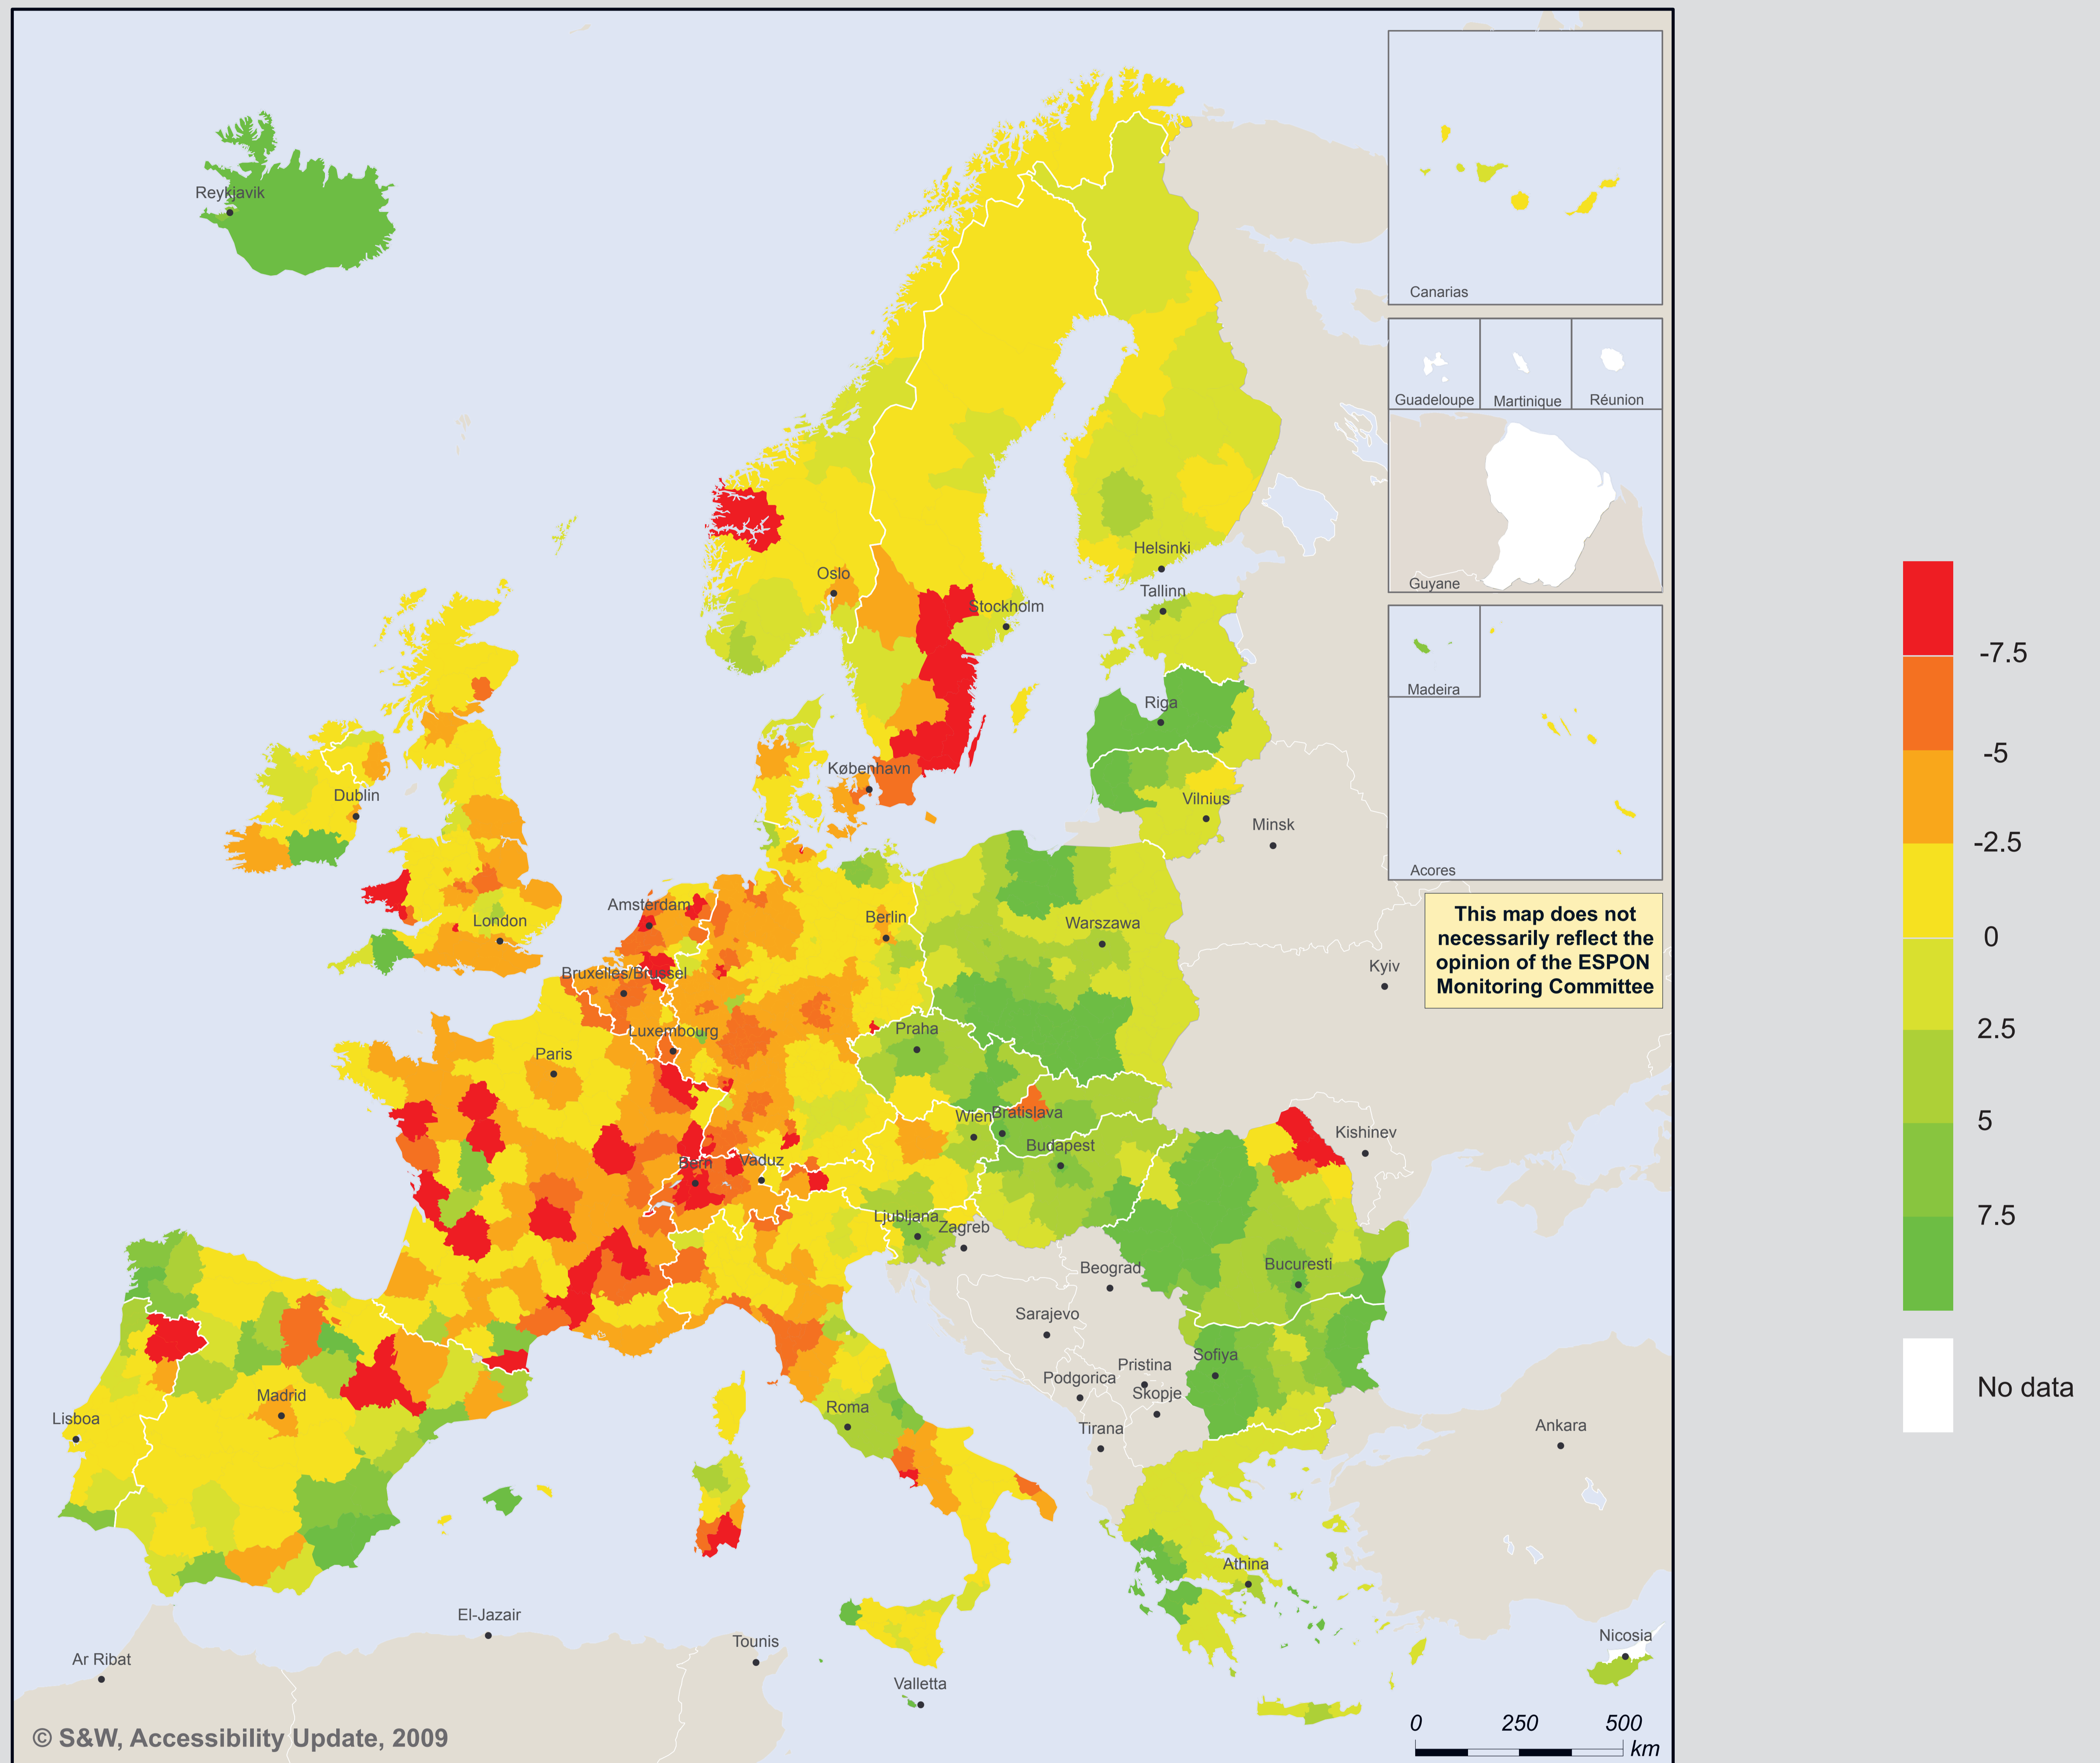 Reykjavik
Canarias
Guadeloupe
Martinique
Réunion
Guyane
Helsinki
Oslo
Tallinn
Stockholm
Madeira
Riga
København
Dublin
Vilnius
Minsk
Acores
Amsterdam
London
Berlin
Warszawa
This map does not
necessarily reflect the
opinion of the ESPON
Monitoring Committee
Bruxelles/Brussel
Kyiv
Luxembourg
Praha
Paris
Wien
Bratislava
Kishinev
Budapest
Bern
Vaduz
Ljubljana
Zagreb
Beograd
Bucuresti
Sarajevo
Pristina
Sofiya
Podgorica
Skopje
Madrid
Lisboa
Roma
Tirana
Ankara
Athina
El-Jazair
Tounis
Nicosia
Ar Ribat
Valletta
© S&W, Accessibility Update, 2009
0 250 500
km
-7.5
-5
-2.5
0
2.5
5
7.5
No data